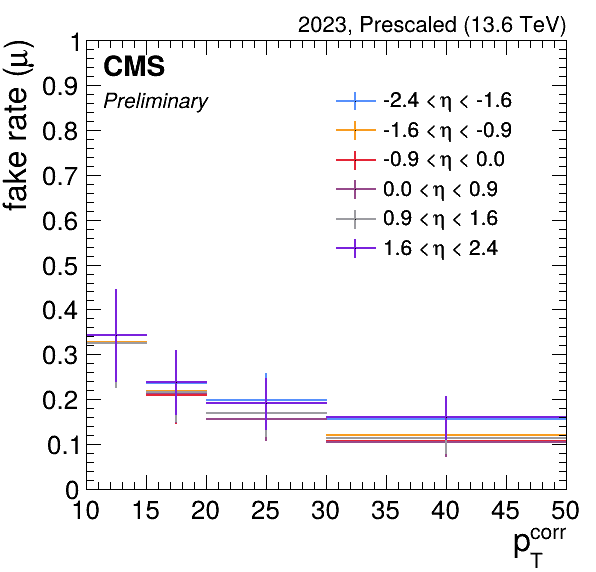 2023, Prescaled (13.6 TeV)
CMS
Preliminary
fake rate (μ)
1
0.9
0.8
0.7
0.6
0.5
0.4
0.3
0.2
0.1
0
-2.4 < η < -1.6
-1.6 < η < -0.9
-0.9 < η < 0.0
0.0 < η < 0.9
0.9 < η < 1.6
1.6 < η < 2.4
10 15 20 25 30 35 40 45 50
p_T^corr